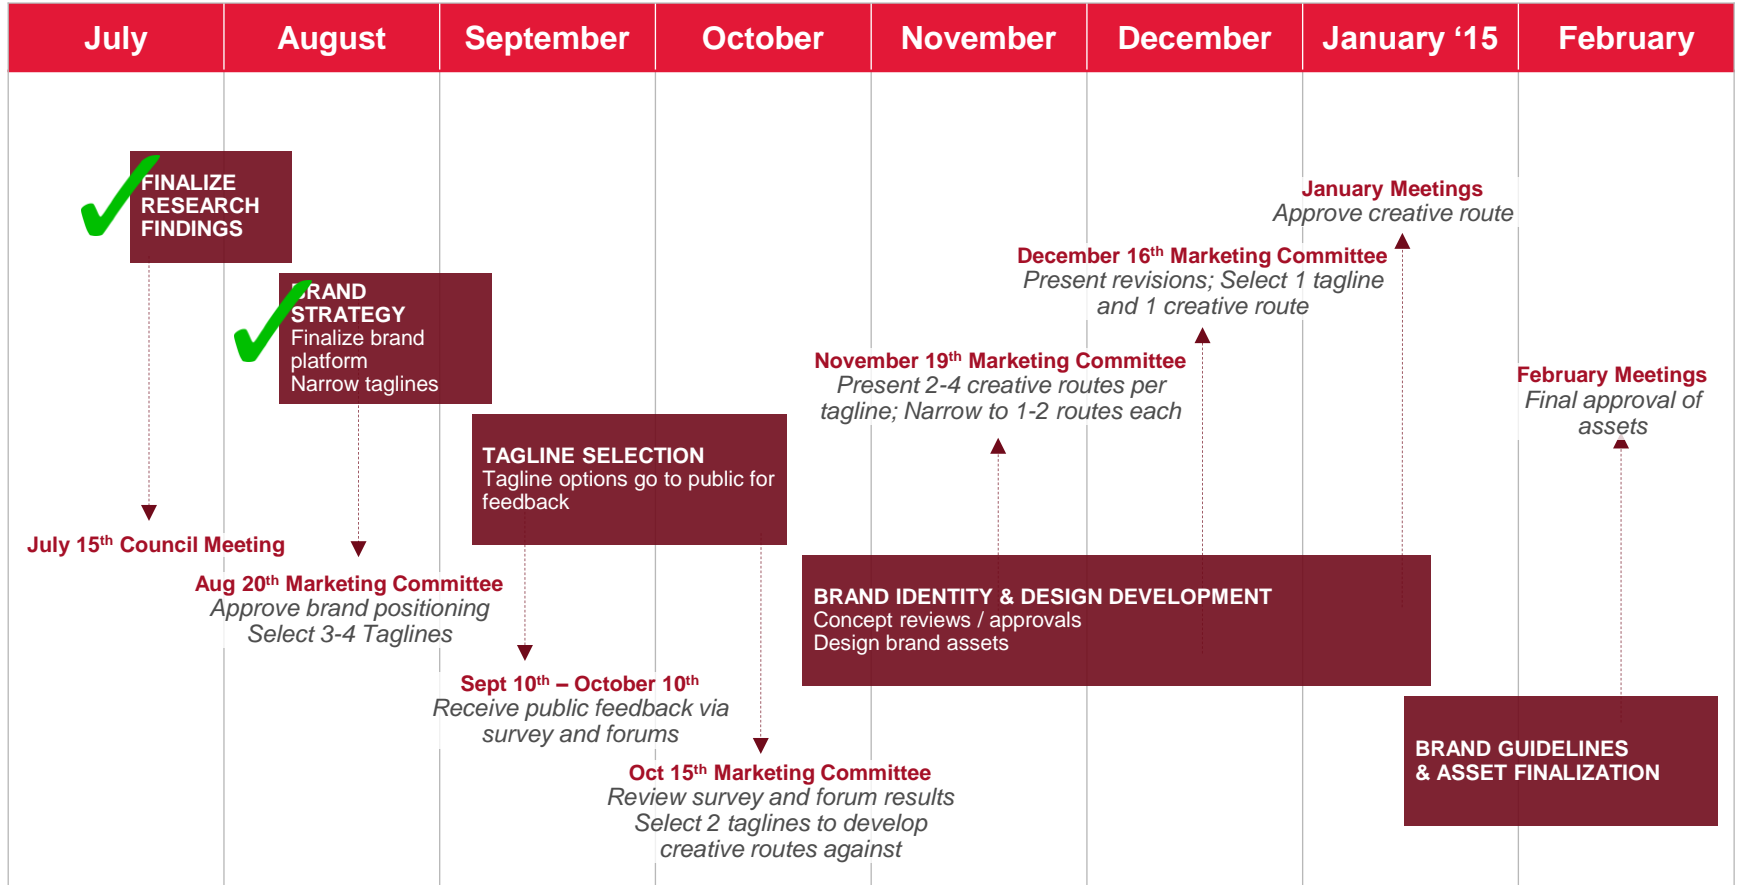 July August September October November December January ‘15 February
FINALIZE
RESEARCH
FINDINGS
July 15th Council Meeting
BRAND
STRATEGY
Finalize brand
platform
Narrow taglines
Aug 20th Marketing Committee
Approve brand positioning
Select 3-4 Taglines
TAGLINE SELECTION
Tagline options go to public for
feedback
Sept 10th – October 10th
Receive public feedback via
survey and forums
Oct 15th Marketing Committee
Review survey and forum results
Select 2 taglines to develop
creative routes against
November 19th Marketing Committee
Present 2-4 creative routes per
tagline; Narrow to 1-2 routes each
December 16th Marketing Committee
Present revisions; Select 1 tagline
and 1 creative route
January Meetings
Approve creative route
BRAND IDENTITY & DESIGN DEVELOPMENT
Concept reviews / approvals
Design brand assets
February Meetings
Final approval of
assets
BRAND GUIDELINES
& ASSET FINALIZATION